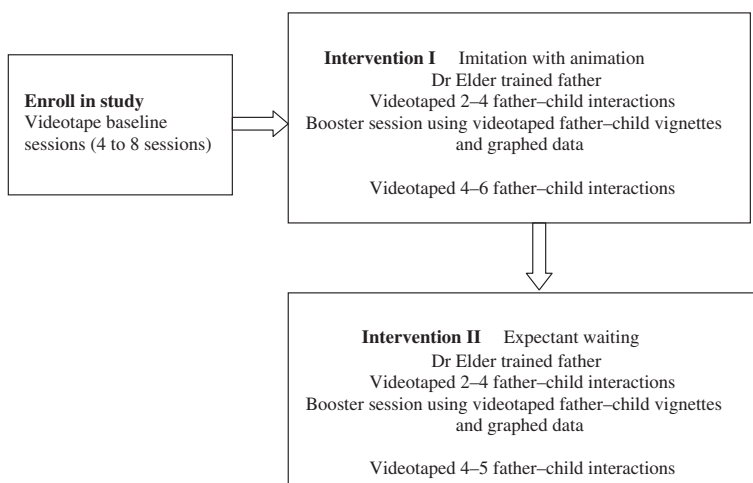 Enroll in study
Videotape baseline
sessions (4 to 8 sessions)
Intervention I Imitation with animation
Dr Elder trained father
Videotaped 2–4 father–child interactions
Booster session using videotaped father–child vignettes
and graphed data
Videotaped 4–6 father–child interactions
Intervention II Expectant waiting
Dr Elder trained father
Videotaped 2–4 father–child interactions
Booster session using videotaped father–child vignettes
and graphed data
Videotaped 4–5 father–child interactions